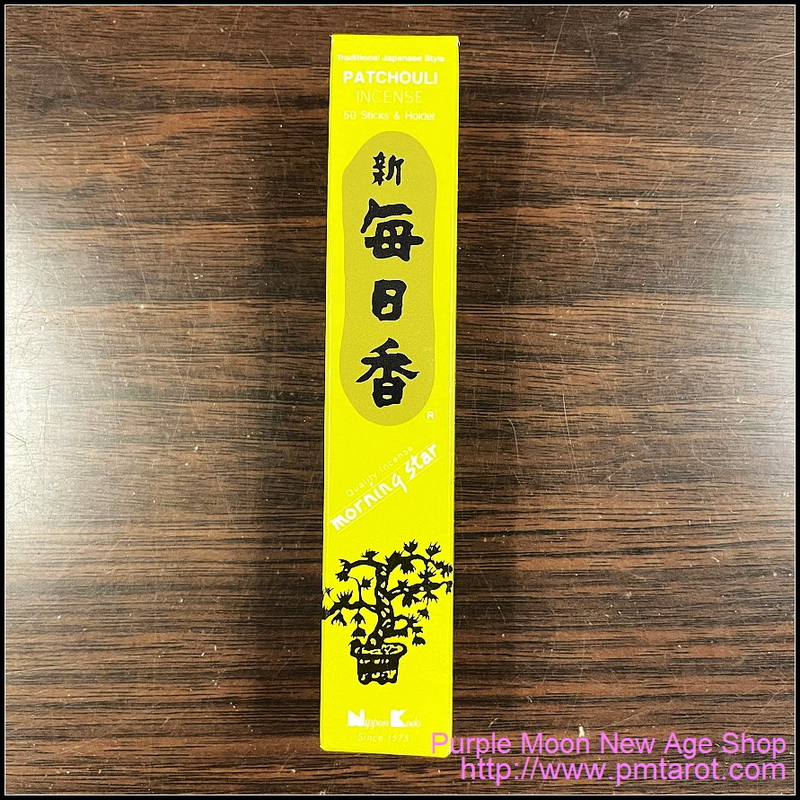 Traditional Japanese Style
PATCHOULI
INCENSE
50 Sticks & Holder
新
毎
日
香
R
Quality Incense
morning star
Nippon Kodo
Since 1575
Purple Moon New Age Shop
http://www.pmtarot.com